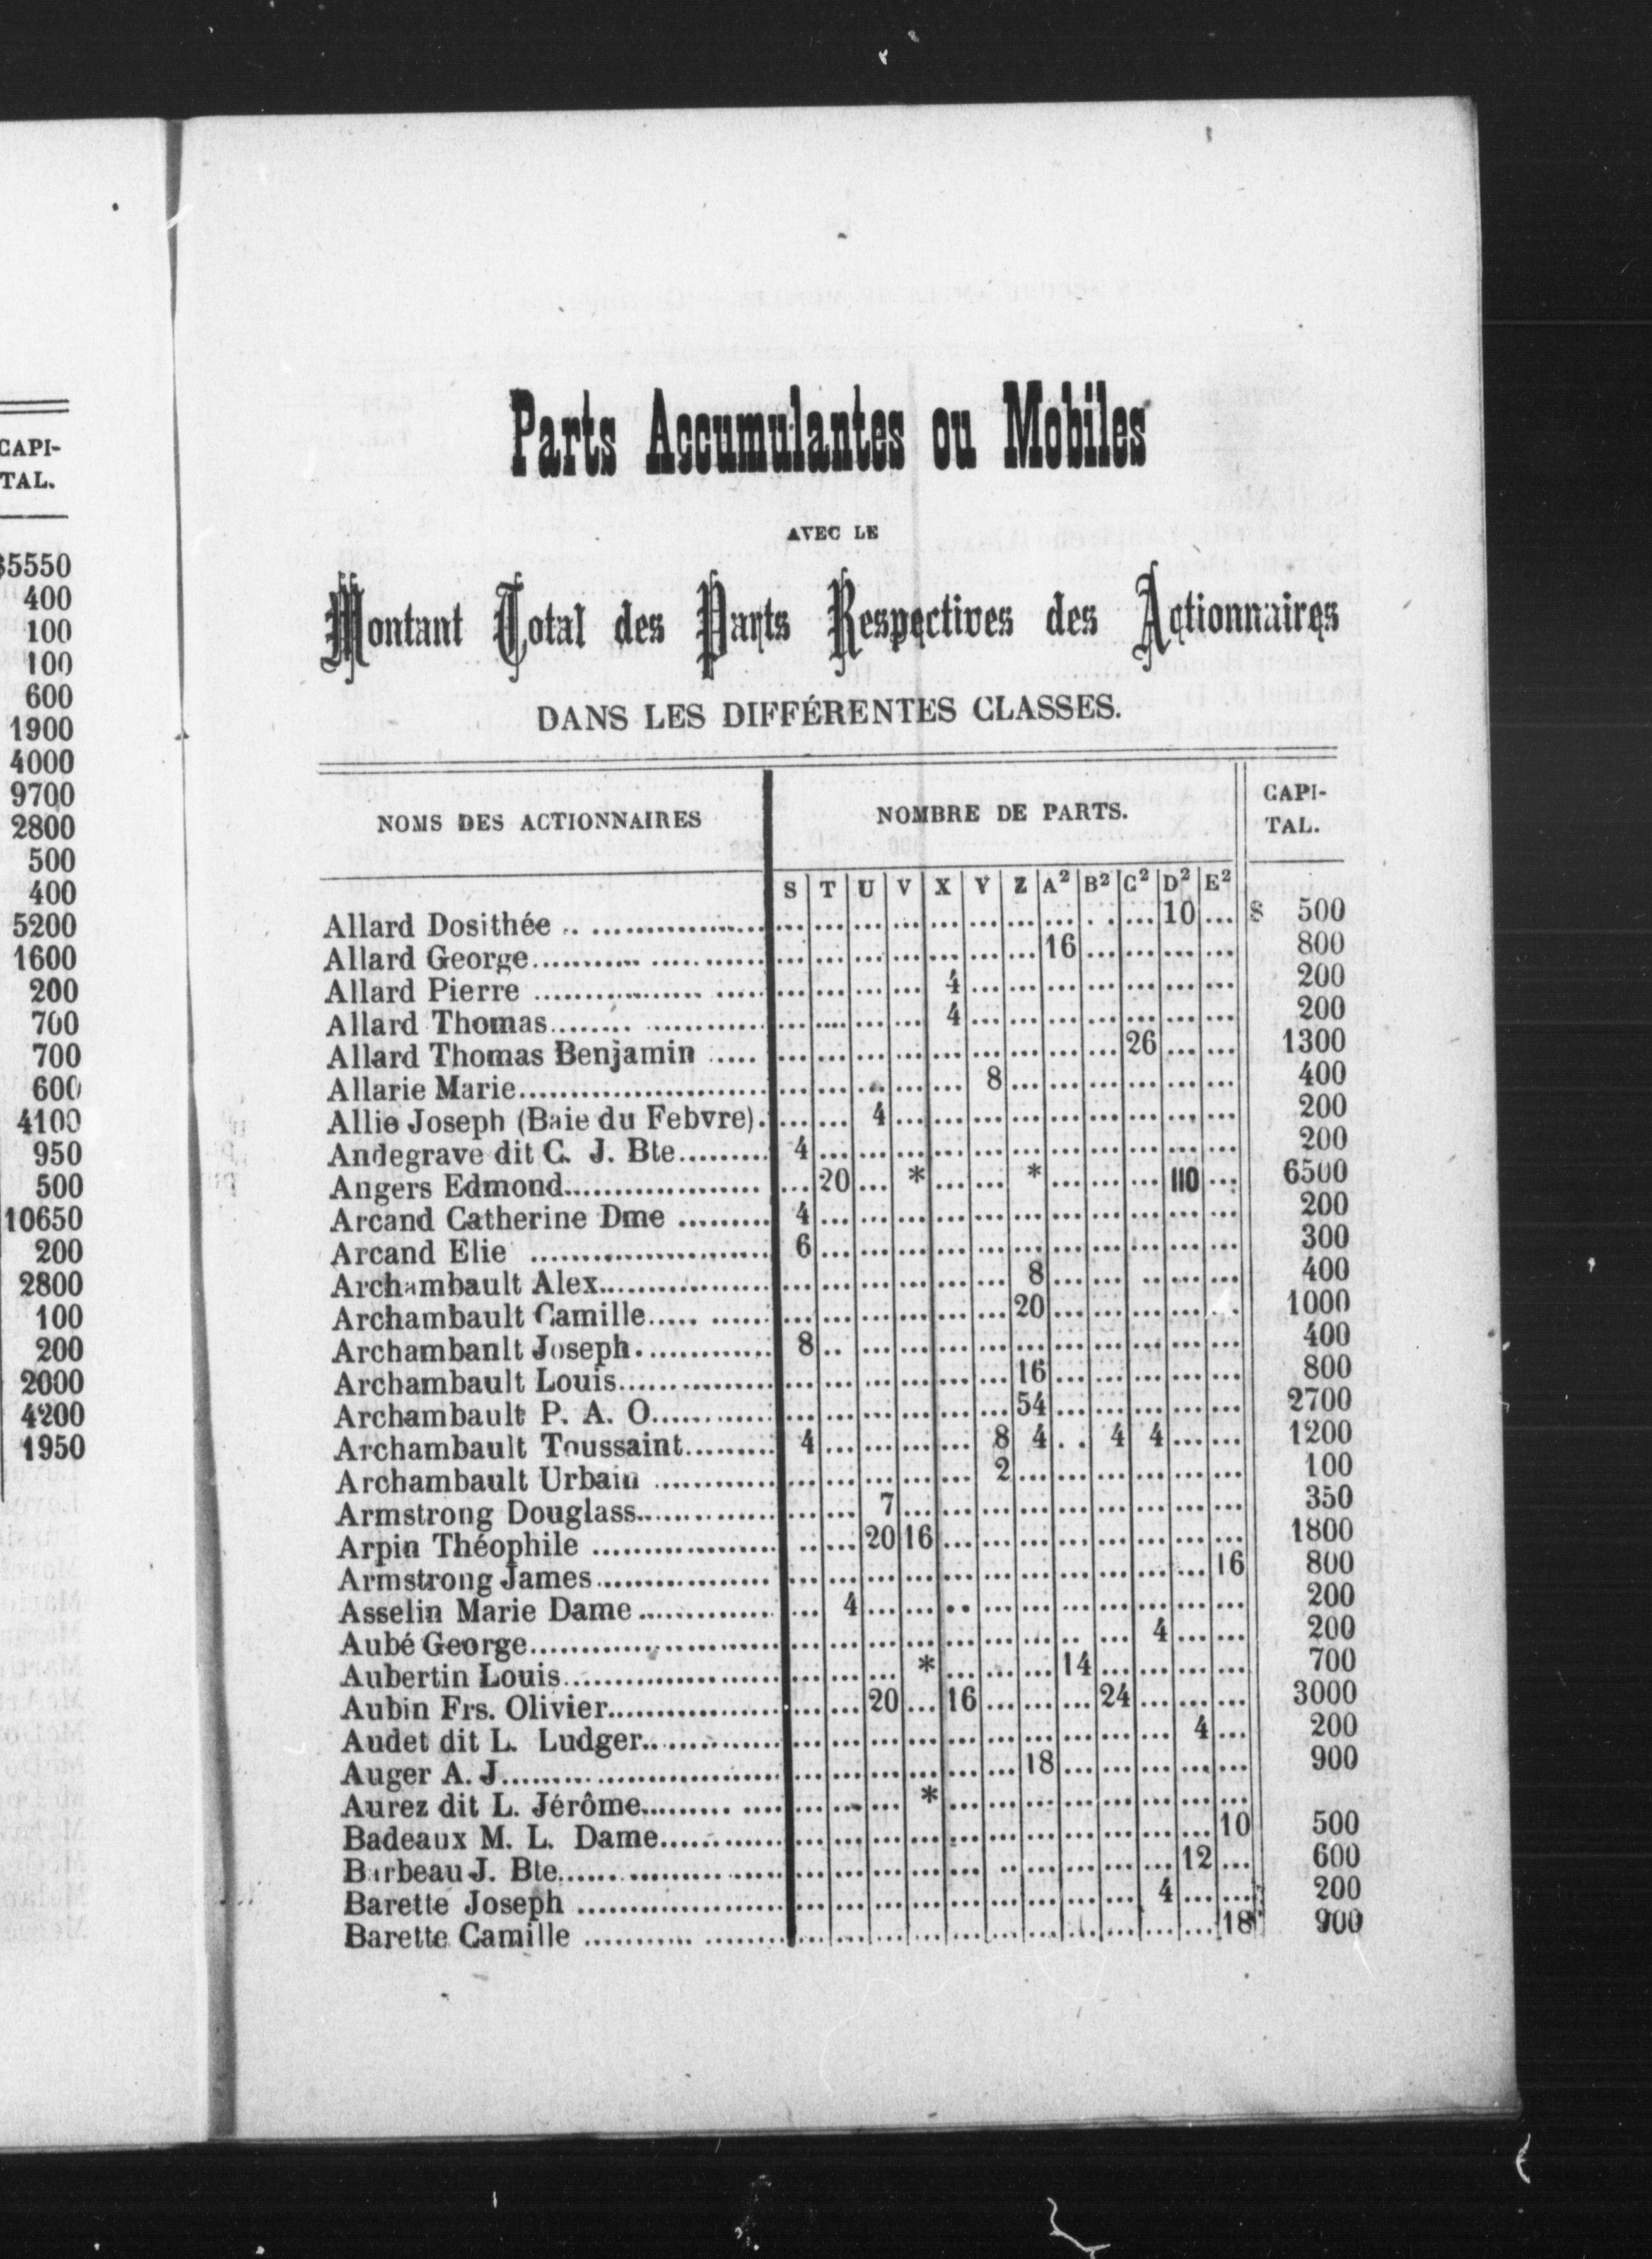 CAPI-
TAL.
$5550
400
100
100
600
1900
4000
9700
2800
500
400
5200
1600
200
700
700
600
4100
950
500
10650
200
2800
100
200
2000
4200
1950
Parts Accumulantes ou Mobiles
AVEC LE
Montant Total des Parts Respectives des Actionnaires
DANS LES DIFFÉRENTES CLASSES.
NOMS DES ACTIONNAIRES NOMBRE DE PARTS. CAPI-
TAL.
S T U V X Y Z A² B² C² D² E²
Allard Dosithée 10 $ 500
Allard George 16 800
Allard Pierre 4 200
Allard Thomas 4 200
Allard Thomas Benjamin 26 1300
Allarie Marie 8 400
Allie Joseph (Baie du Febvre). 4 200
Andegrave dit C. J. Bte 4 200
Angers Edmond 20 * * 110 6500
Arcand Catherine Dme 4 200
Arcand Elie 6 300
Archambault Alex 8 400
Archambault Camille 20 1000
Archambanlt Joseph 8 400
Archambault Louis 16 800
Archambault P. A. O 54 2700
Archambault Toussaint 4 8 4 4 4 1200
Archambault Urbain 2 100
Armstrong Douglass 7 350
Arpin Théophile 20 16 1800
Armstrong James 16 800
Asselin Marie Dame 4 200
Aubé George 4 200
Aubertin Louis * 14 700
Aubin Frs. Olivier 20 16 24 3000
Audet dit L. Ludger 4 200
Auger A. J 18 900
Aurez dit L. Jérôme *
Badeaux M. L. Dame 10 500
Barbeau J. Bte 12 600
Barette Joseph 4 200
Barette Camille 18 900